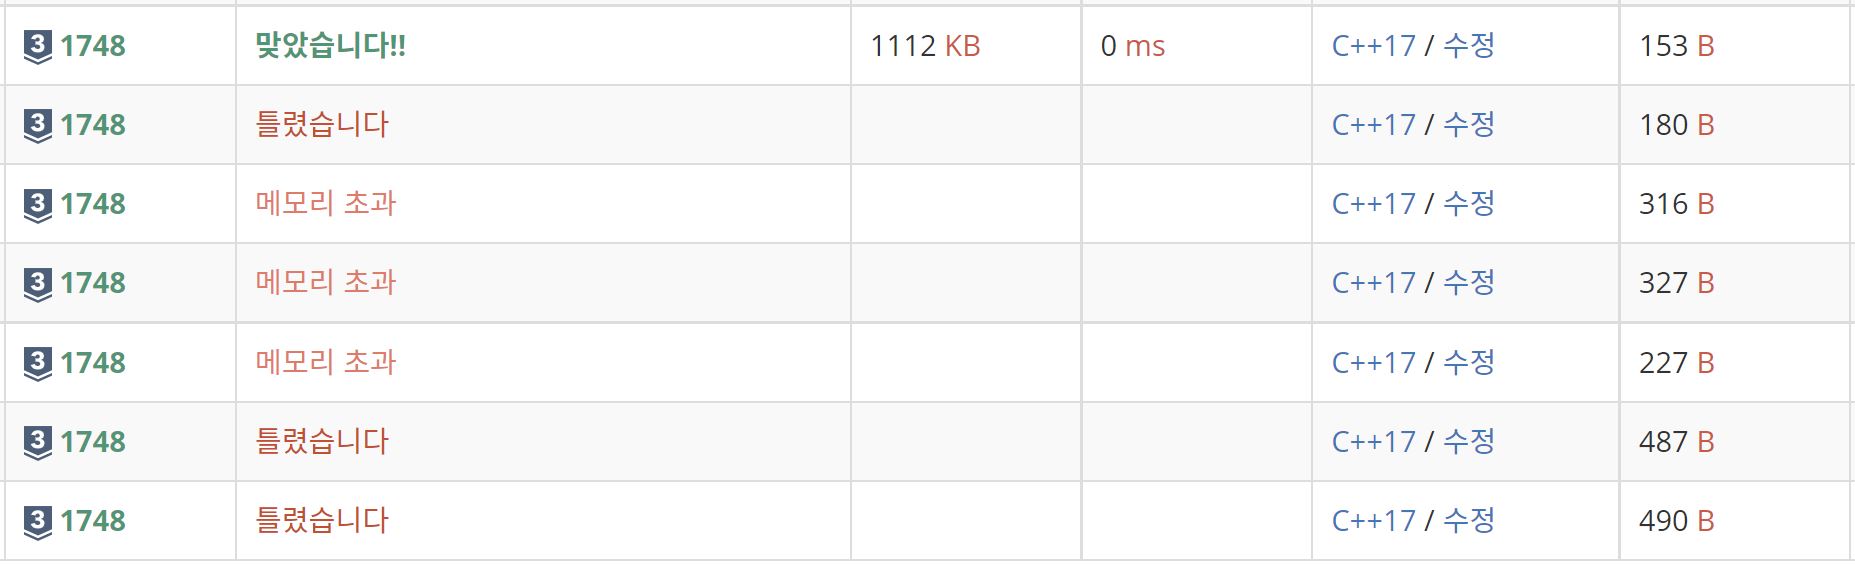 3 1748 맞았습니다!! 1112 KB 0 ms C++17 / 수정 153 B
3 1748 틀렸습니다 C++17 / 수정 180 B
3 1748 메모리 초과 C++17 / 수정 316 B
3 1748 메모리 초과 C++17 / 수정 327 B
3 1748 메모리 초과 C++17 / 수정 227 B
3 1748 틀렸습니다 C++17 / 수정 487 B
3 1748 틀렸습니다 C++17 / 수정 490 B